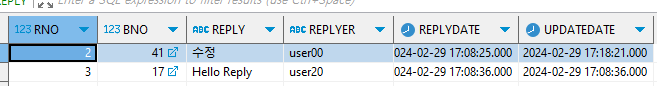 REPLY Enter a SQL expression to filter results (use Ctrl+Space)
123 RNO 123 BNO ABC REPLY ABC REPLYER REPLYDATE UPDATEDATE
2 41 수정 user00 024-02-29 17:08:25.000 2024-02-29 17:18:21.000
3 17 Hello Reply user20 024-02-29 17:08:36.000 2024-02-29 17:08:36.000